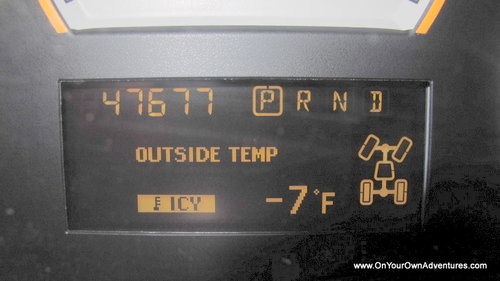 47677 P R N D
OUTSIDE TEMP
ICY -7°F
www.OnYourOwnAdventures.com